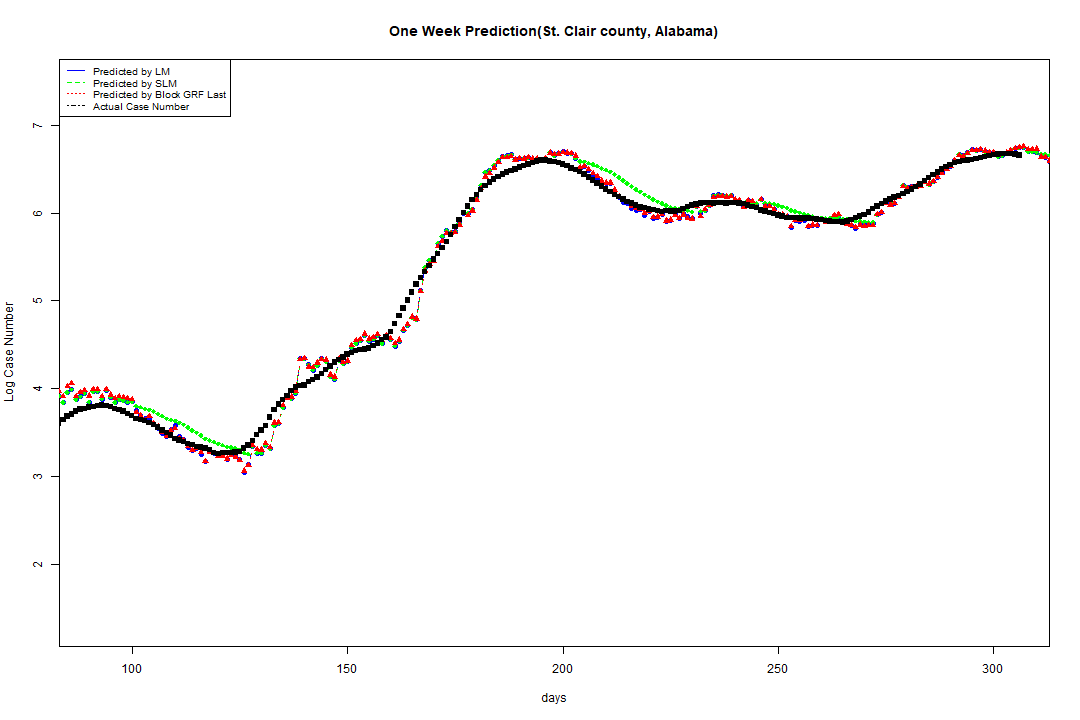 One Week Prediction(St. Clair county, Alabama)
Predicted by LM
Predicted by SLM
Predicted by Block GRF Last
Actual Case Number
7
6
5
4
3
2
Log Case Number
100 150 200 250 300
days